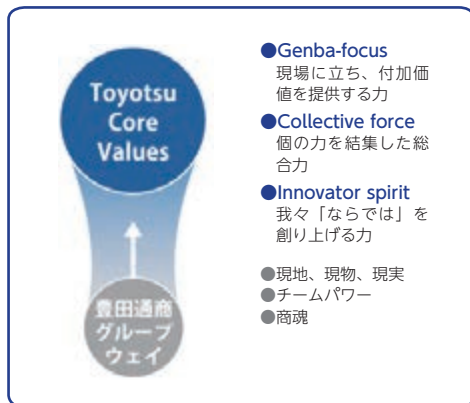 Toyotsu
Core
Values
豊田通商
グループ
ウェイ
●Genba-focus
現場に立ち、付加価
値を提供する力
●Collective force
個の力を結集した総
合力
●Innovator spirit
我々「ならでは」を
創り上げる力
●現地、現物、現実
●チームパワー
●商魂